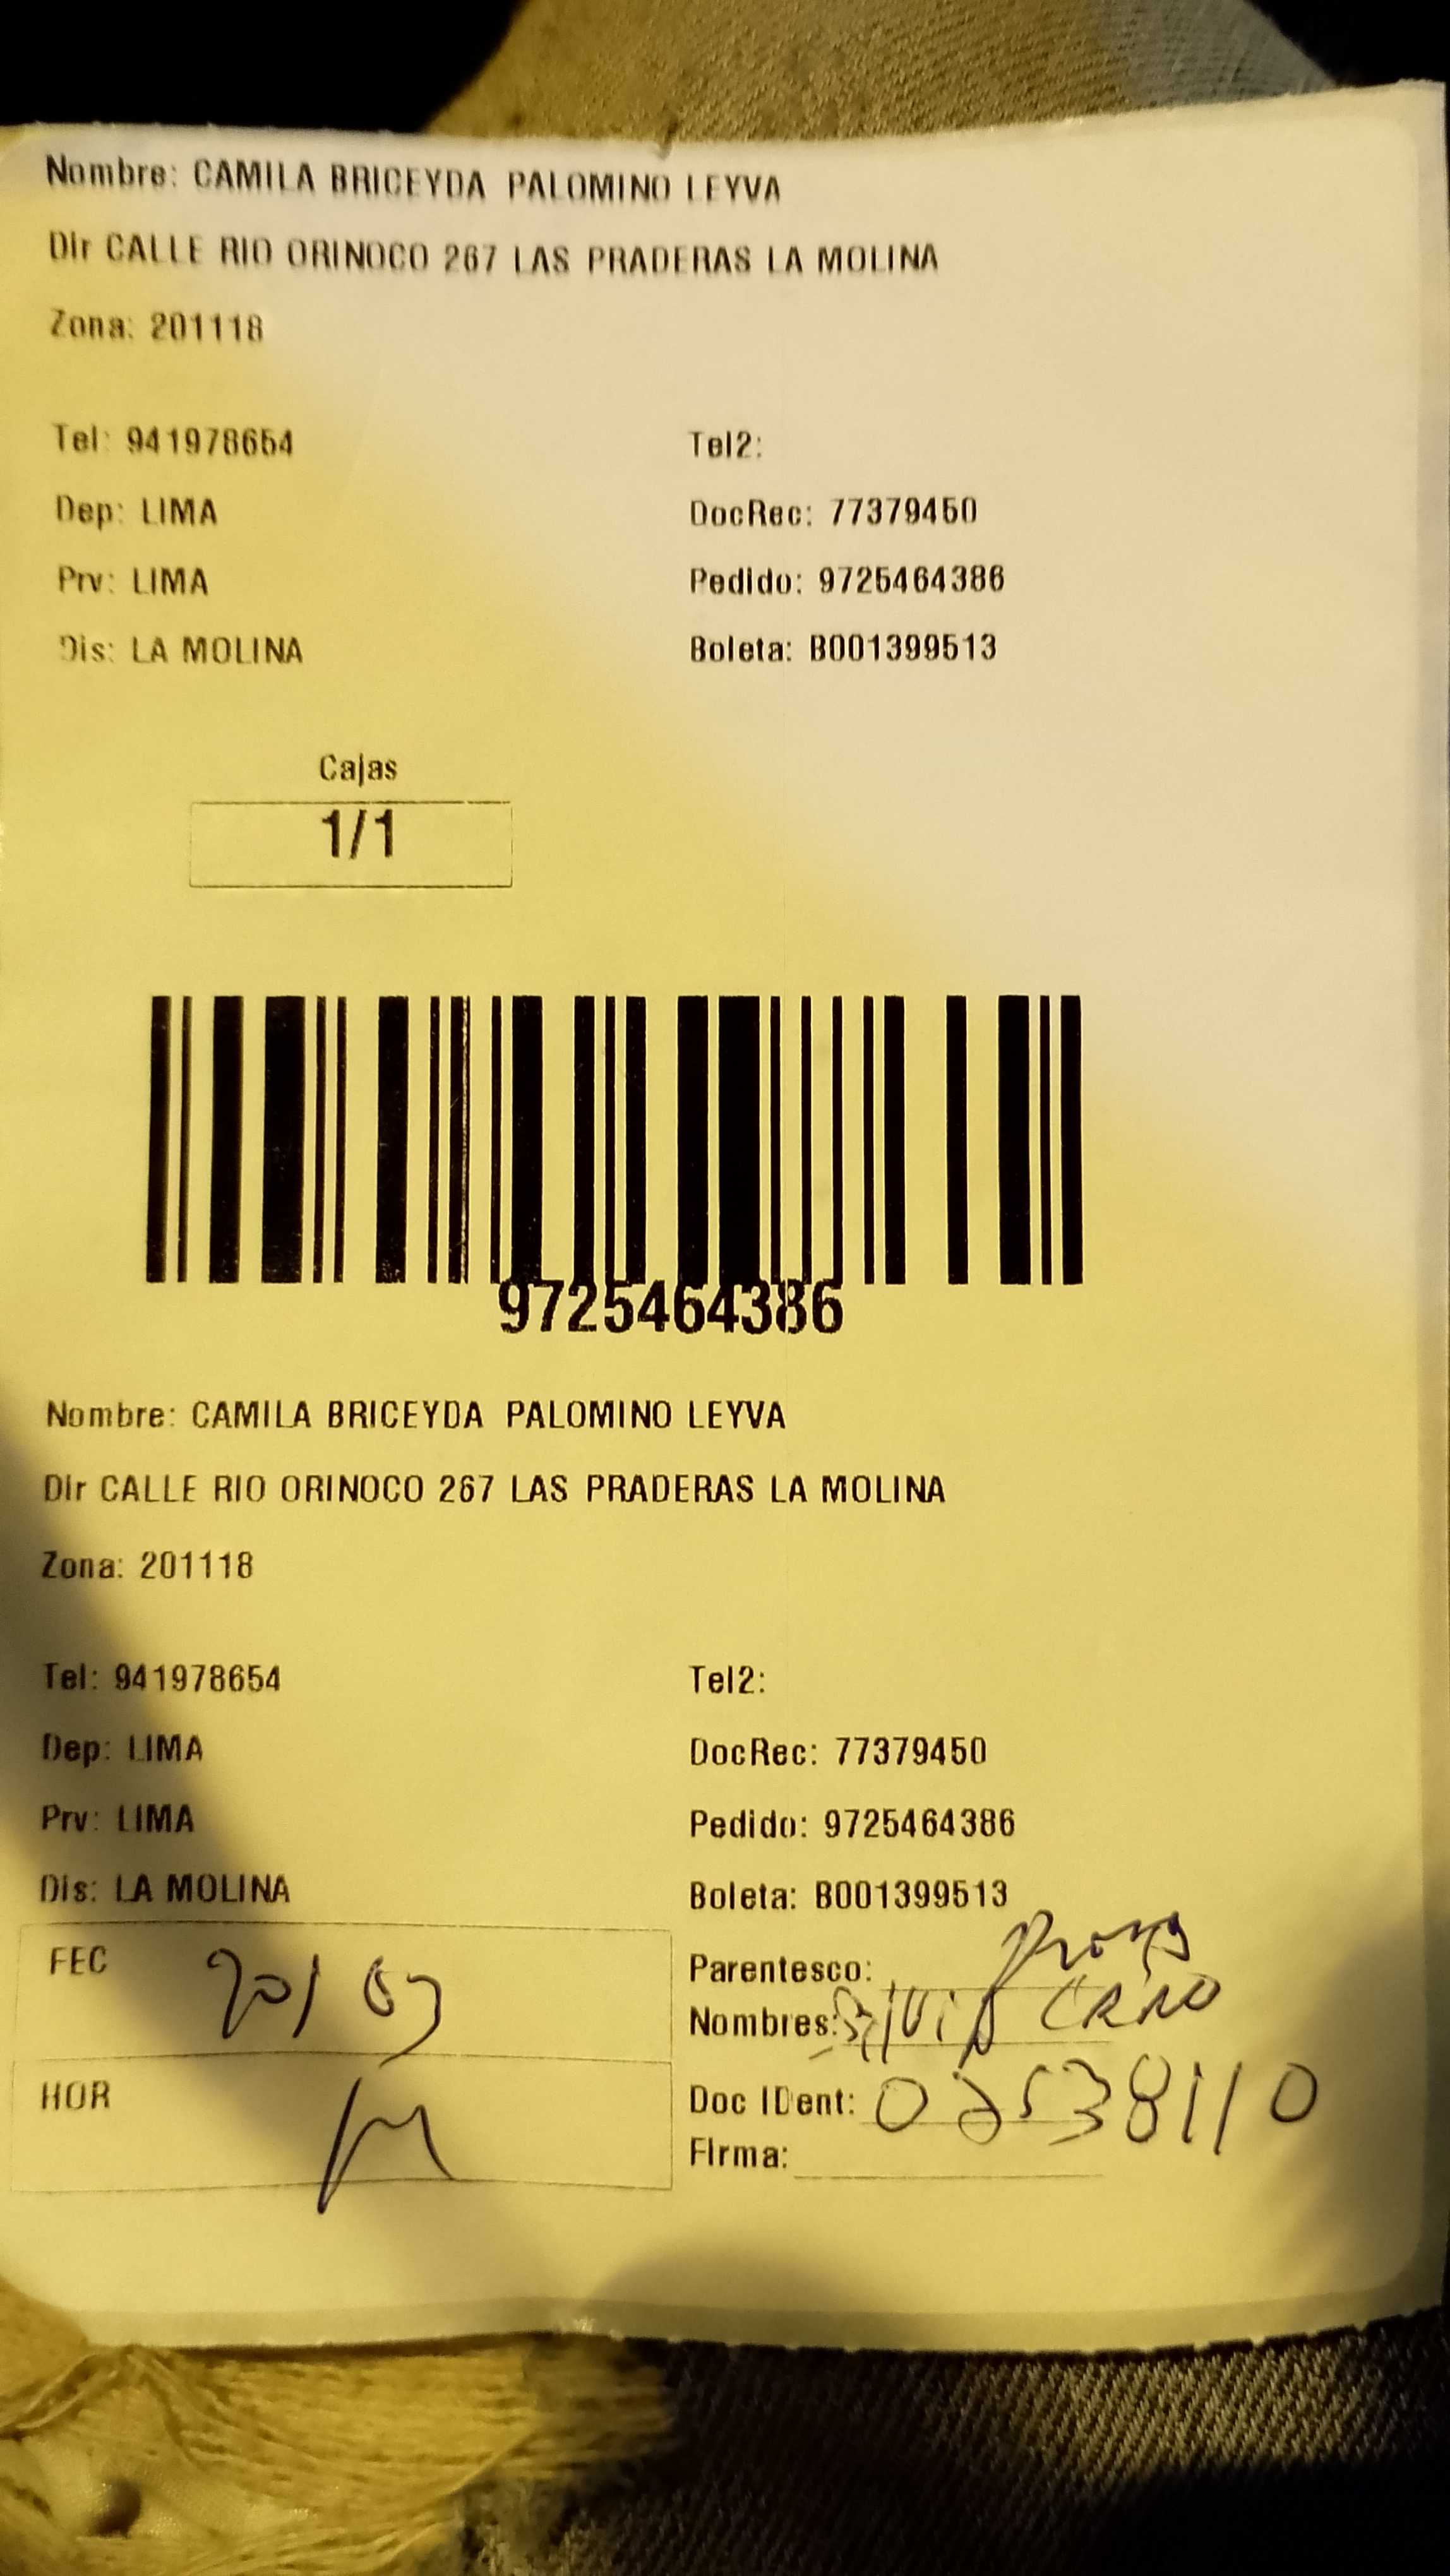 Nombre: CAMILA BRICEYDA PALOMINO LEYVA
Dir CALLE RIO ORINOCO 267 LAS PRADERAS LA MOLINA
Zona: 201118
Tel: 941978654 Tel2:
Dep: LIMA DocRec: 77379450
Prv: LIMA Pedido: 9725464386
Dis: LA MOLINA Boleta: B001399513
Cajas
1/1
9725464386
Nombre: CAMILA BRICEYDA PALOMINO LEYVA
Dir CALLE RIO ORINOCO 267 LAS PRADERAS LA MOLINA
Zona: 201118
Tel: 941978654 Tel2:
Dep: LIMA DocRec: 77379450
Prv: LIMA Pedido: 9725464386
Dis: LA MOLINA Boleta: B001399513
FEC 20/03 Parentesco:
Nombres: Silvia
HOR Doc IDent:
Firma: